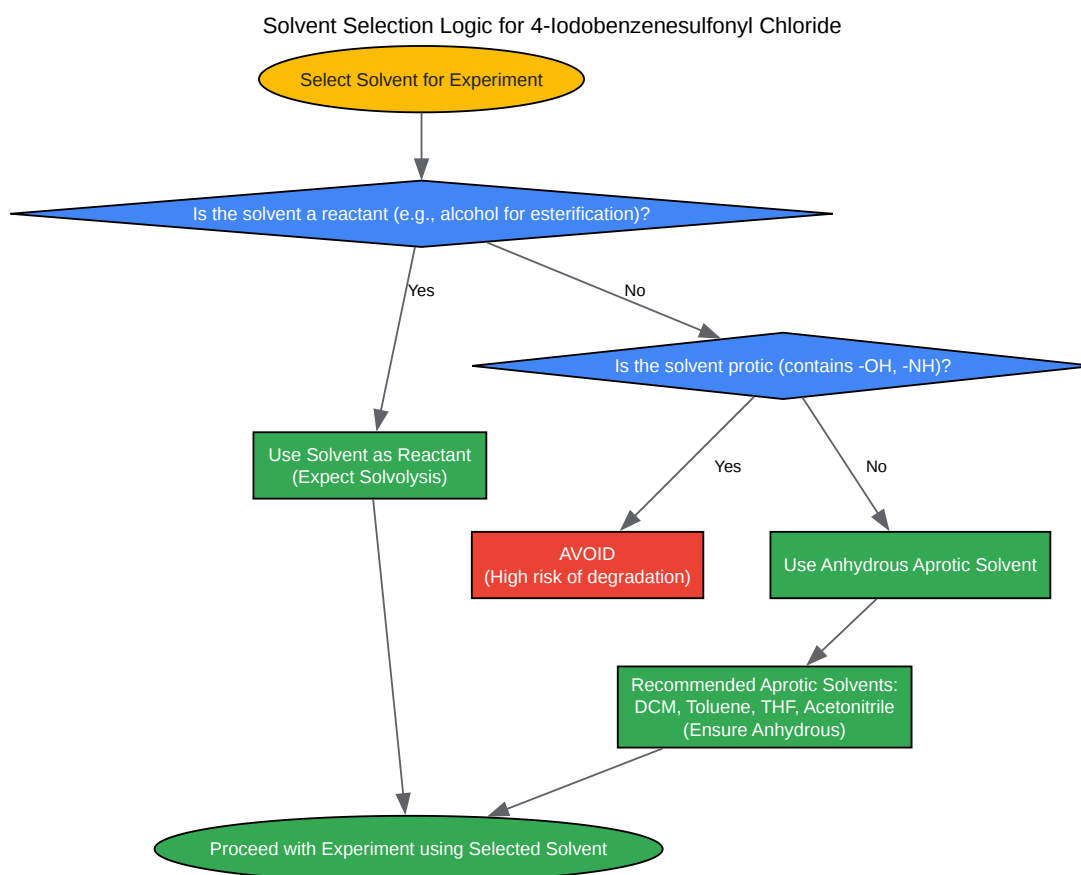 Solvent Selection Logic for 4-Iodobenzenesulfonyl Chloride
Select Solvent for Experiment
Is the solvent a reactant (e.g., alcohol for esterification)?
Yes
No
Is the solvent protic (contains -OH, -NH)?
Use Solvent as Reactant
(Expect Solvolysis)
Yes
No
AVOID
(High risk of degradation)
Use Anhydrous Aprotic Solvent
Recommended Aprotic Solvents:
DCM, Toluene, THF, Acetonitrile
(Ensure Anhydrous)
Proceed with Experiment using Selected Solvent